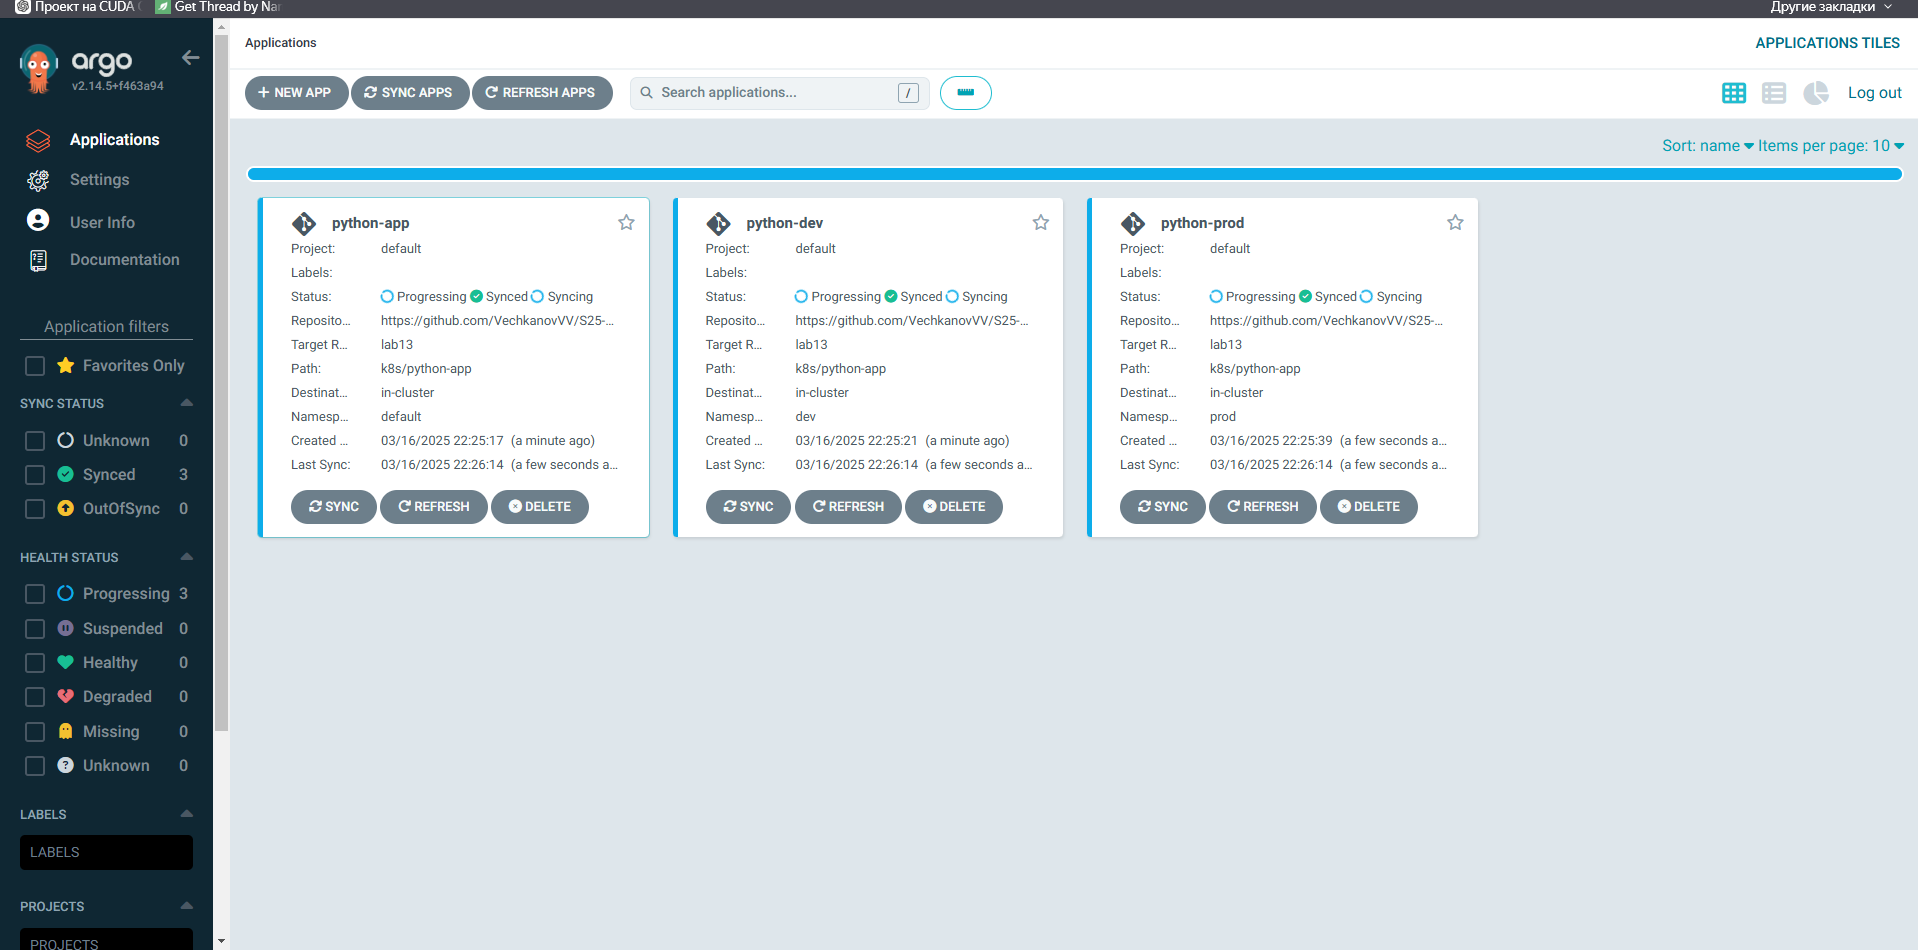 Проект на CUDA
Get Thread by Nar
Другие закладки
argo
v2.14.5+f463a94
Applications
Settings
User Info
Documentation
Application filters
Favorites Only
SYNC STATUS
Unknown 0
Synced 3
OutOfSync 0
HEALTH STATUS
Progressing 3
Suspended 0
Healthy 0
Degraded 0
Missing 0
Unknown 0
LABELS
LABELS
PROJECTS
PROJECTS
Applications
APPLICATIONS TILES
NEW APP
SYNC APPS
REFRESH APPS
Search applications...
/
Log out
Sort: name
Items per page: 10
python-app
Project: default
Labels:
Status: Progressing Synced Syncing
Reposito... https://github.com/VechkanovVV/S25-...
Target R... lab13
Path: k8s/python-app
Destinat... in-cluster
Namesp... default
Created ... 03/16/2025 22:25:17 (a minute ago)
Last Sync: 03/16/2025 22:26:14 (a few seconds a...
SYNC
REFRESH
DELETE
python-dev
Project: default
Labels:
Status: Progressing Synced Syncing
Reposito... https://github.com/VechkanovVV/S25-...
Target R... lab13
Path: k8s/python-app
Destinat... in-cluster
Namesp... dev
Created ... 03/16/2025 22:25:21 (a minute ago)
Last Sync: 03/16/2025 22:26:14 (a few seconds a...
SYNC
REFRESH
DELETE
python-prod
Project: default
Labels:
Status: Progressing Synced Syncing
Reposito... https://github.com/VechkanovVV/S25-...
Target R... lab13
Path: k8s/python-app
Destinat... in-cluster
Namesp... prod
Created ... 03/16/2025 22:25:39 (a few seconds a...
Last Sync: 03/16/2025 22:26:14 (a few seconds a...
SYNC
REFRESH
DELETE